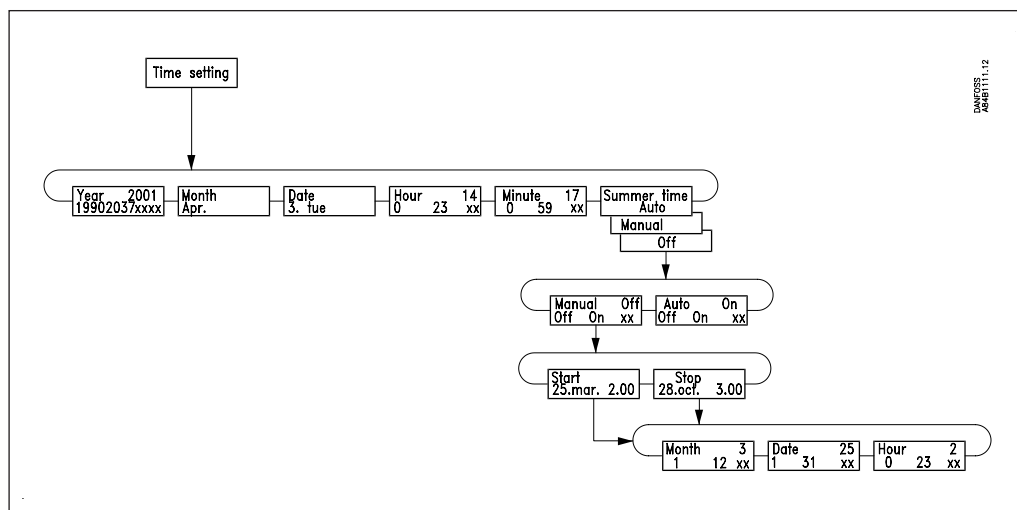 Time setting
DANFOSS
A84B1111.12
Year 2001
19902037xxxx
Month
Apr.
Date
3. tue
Hour 14
0 23 xx
Minute 17
0 59 xx
Summer time
Auto
Manual
Off
Manual Off
Off On xx
Auto On
Off On xx
Start
25.mar. 2.00
Stop
28.oct. 3.00
Month 3
1 12 xx
Date 25
1 31 xx
Hour 2
0 23 xx